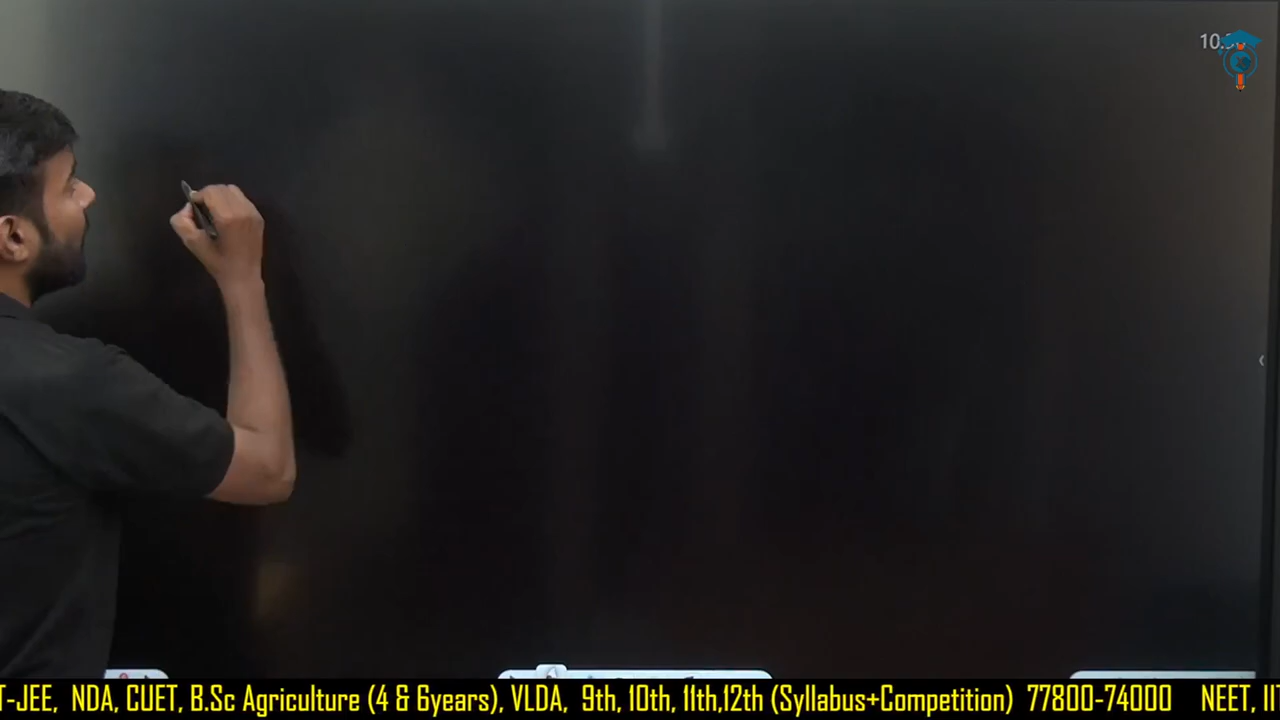 T-JEE, NDA, CUET, B.Sc Agriculture (4 & 6years), VLDA, 9th, 10th, 11th,12th (Syllabus+Competition) 77800-74000 NEET, II